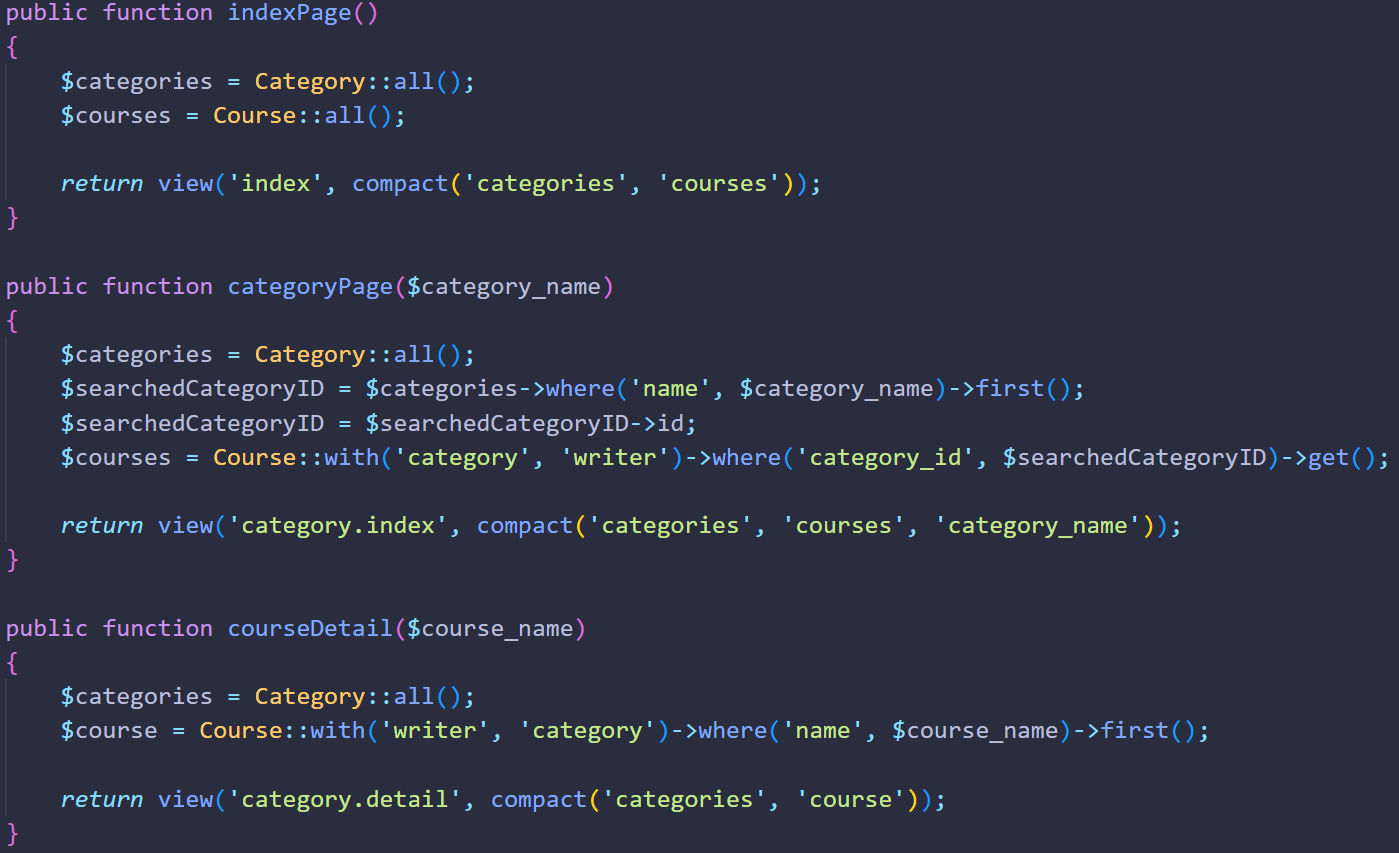 public function indexPage()
{
    $categories = Category::all();
    $courses = Course::all();

    return view('index', compact('categories', 'courses'));
}

public function categoryPage($category_name)
{
    $categories = Category::all();
    $searchedCategoryID = $categories->where('name', $category_name)->first();
    $searchedCategoryID = $searchedCategoryID->id;
    $courses = Course::with('category', 'writer')->where('category_id', $searchedCategoryID)->get();

    return view('category.index', compact('categories', 'courses', 'category_name'));
}

public function courseDetail($course_name)
{
    $categories = Category::all();
    $course = Course::with('writer', 'category')->where('name', $course_name)->first();

    return view('category.detail', compact('categories', 'course'));
}